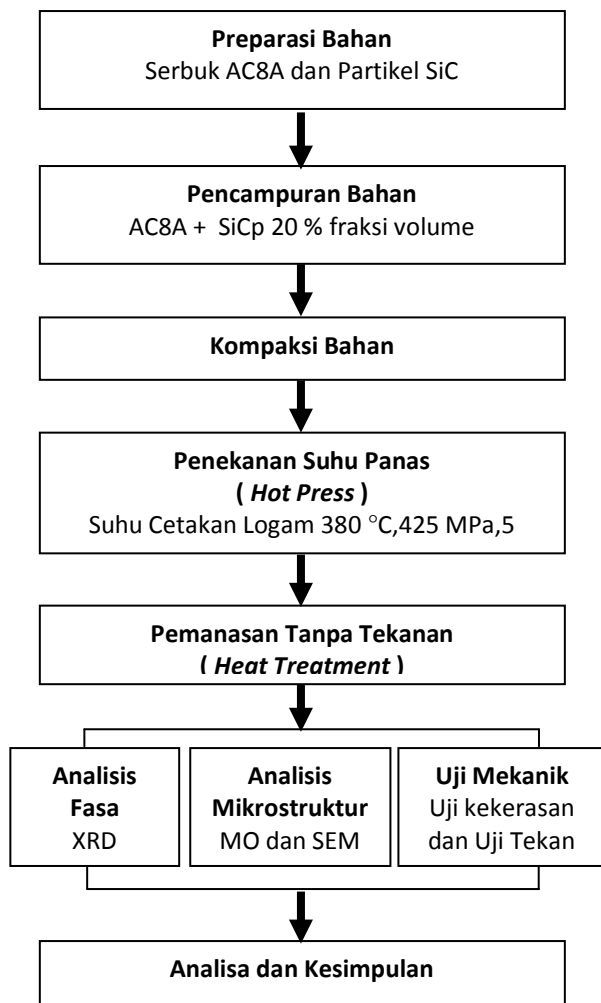 Preparasi Bahan
Serbuk AC8A dan Partikel SiC
Pencampuran Bahan
AC8A + SiCp 20 % fraksi volume
Kompaksi Bahan
Penekanan Suhu Panas
( Hot Press )
Suhu Cetakan Logam 380 °C,425 MPa,5
Pemanasan Tanpa Tekanan
( Heat Treatment )
Analisis
Fasa
XRD
Analisis
Mikrostruktur
MO dan SEM
Uji Mekanik
Uji kekerasan
dan Uji Tekan
Analisa dan Kesimpulan